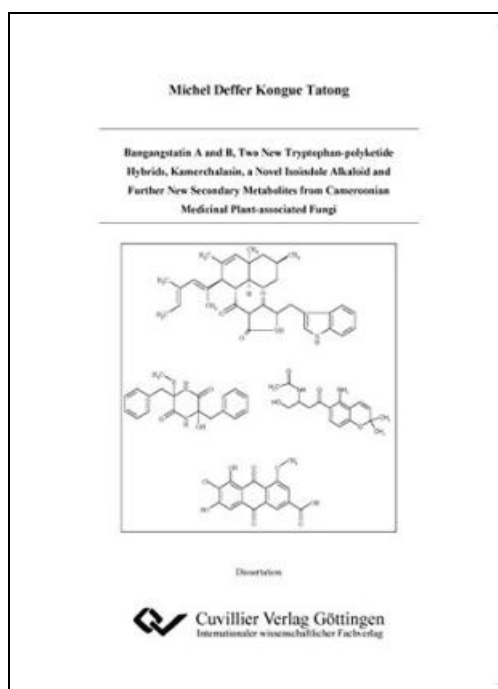 Michel Deffer Kongue Tatong
Bangangstatin A and B, Two New Tryptophan-polyketide
Hybrids, Kamerchalasin, a Novel Isoindole Alkaloid and
Further New Secondary Metabolites from Cameroonian
Medicinal Plant-associated Fungi
Dissertation
Cuvillier Verlag Göttingen
Internationaler wissenschaftlicher Fachverlag